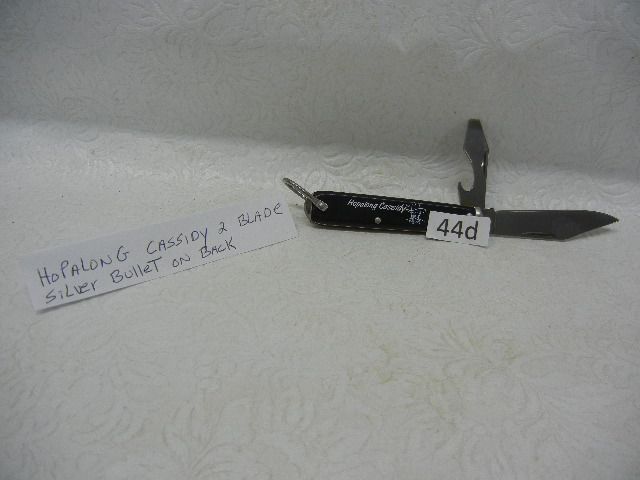 HOPALONG CASSIDY 2 BLADE
SILVER BULLET ON BACK
Hopalong Cassidy
44d